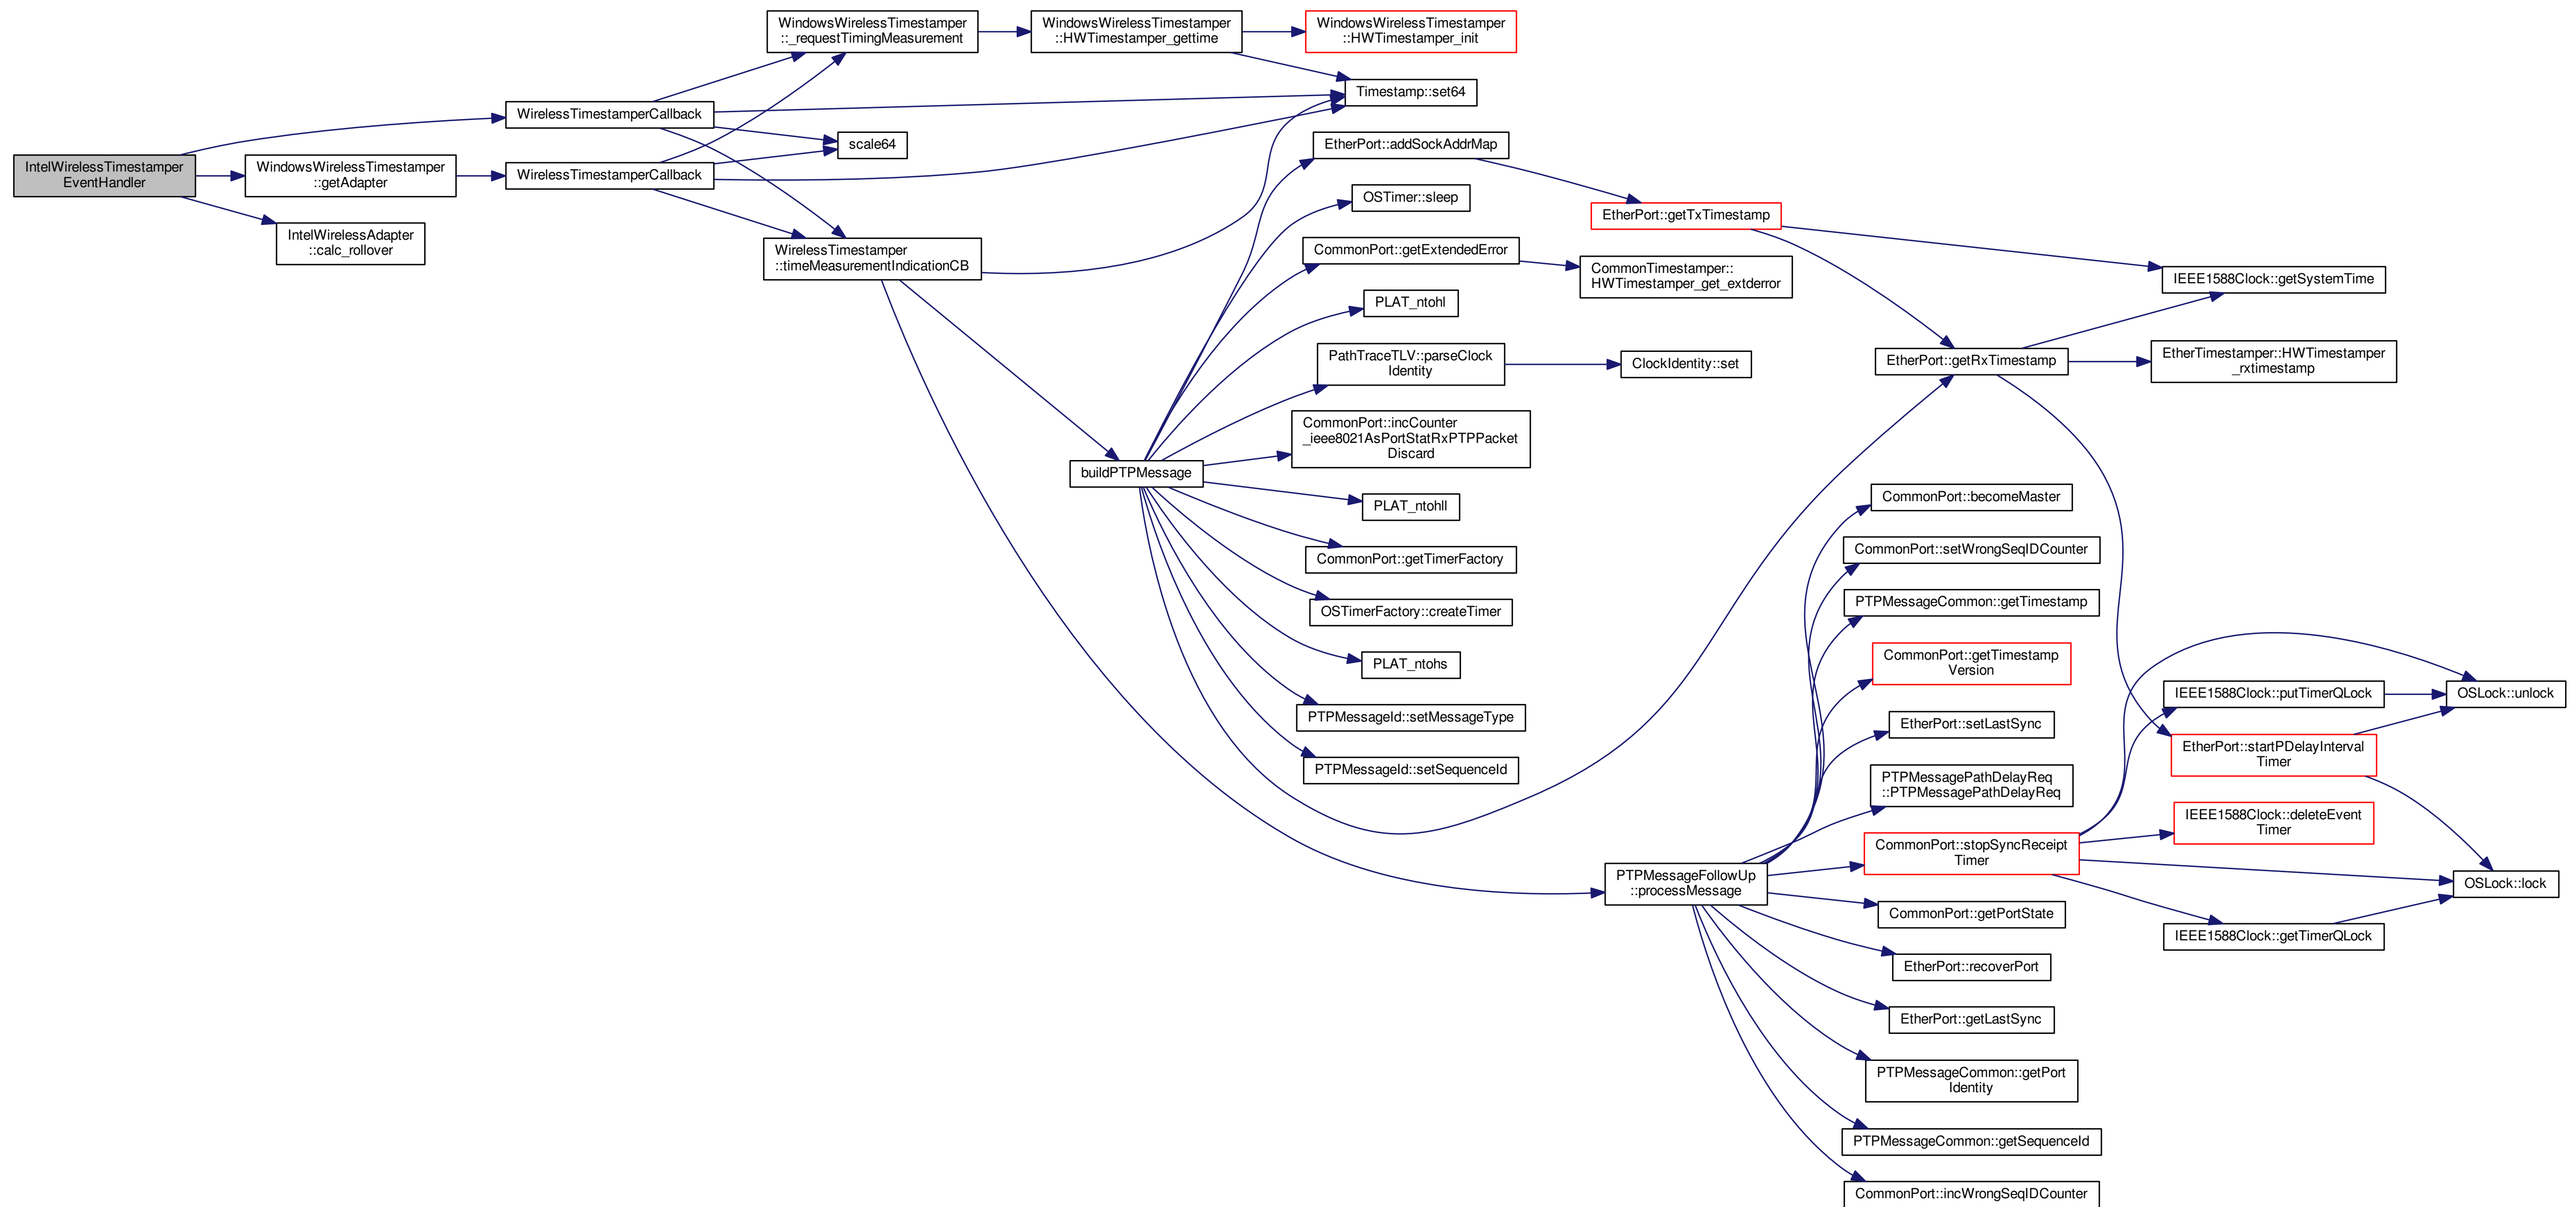 IntelWirelessTimestamper
EventHandler
WindowsWirelessTimestamper
::getAdapter
IntelWirelessAdapter
::calc_rollover
WirelessTimestamperCallback
WirelessTimestamperCallback
WindowsWirelessTimestamper
::_requestTimingMeasurement
scale64
WirelessTimestamper
::timeMeasurementIndicationCB
WindowsWirelessTimestamper
::HWTimestamper_gettime
buildPTPMessage
WindowsWirelessTimestamper
::HWTimestamper_init
Timestamp::set64
EtherPort::addSockAddrMap
OSTimer::sleep
CommonPort::getExtendedError
PLAT_ntohl
PathTraceTLV::parseClock
Identity
CommonPort::incCounter
_ieee8021AsPortStatRxPTPPacket
Discard
PLAT_ntohll
CommonPort::getTimerFactory
OSTimerFactory::createTimer
PLAT_ntohs
PTPMessageId::setMessageType
PTPMessageId::setSequenceId
EtherPort::getTxTimestamp
CommonTimestamper::
HWTimestamper_get_extderror
ClockIdentity::set
PTPMessageFollowUp
::processMessage
EtherPort::getRxTimestamp
CommonPort::becomeMaster
CommonPort::setWrongSeqIDCounter
PTPMessageCommon::getTimestamp
CommonPort::getTimestamp
Version
EtherPort::setLastSync
PTPMessagePathDelayReq
::PTPMessagePathDelayReq
CommonPort::stopSyncReceipt
Timer
CommonPort::getPortState
EtherPort::recoverPort
EtherPort::getLastSync
PTPMessageCommon::getPort
Identity
PTPMessageCommon::getSequenceId
CommonPort::incWrongSeqIDCounter
IEEE1588Clock::getSystemTime
EtherTimestamper::HWTimestamper
_rxtimestamp
IEEE1588Clock::putTimerQLock
EtherPort::startPDelayInterval
Timer
IEEE1588Clock::deleteEvent
Timer
IEEE1588Clock::getTimerQLock
OSLock::unlock
OSLock::lock